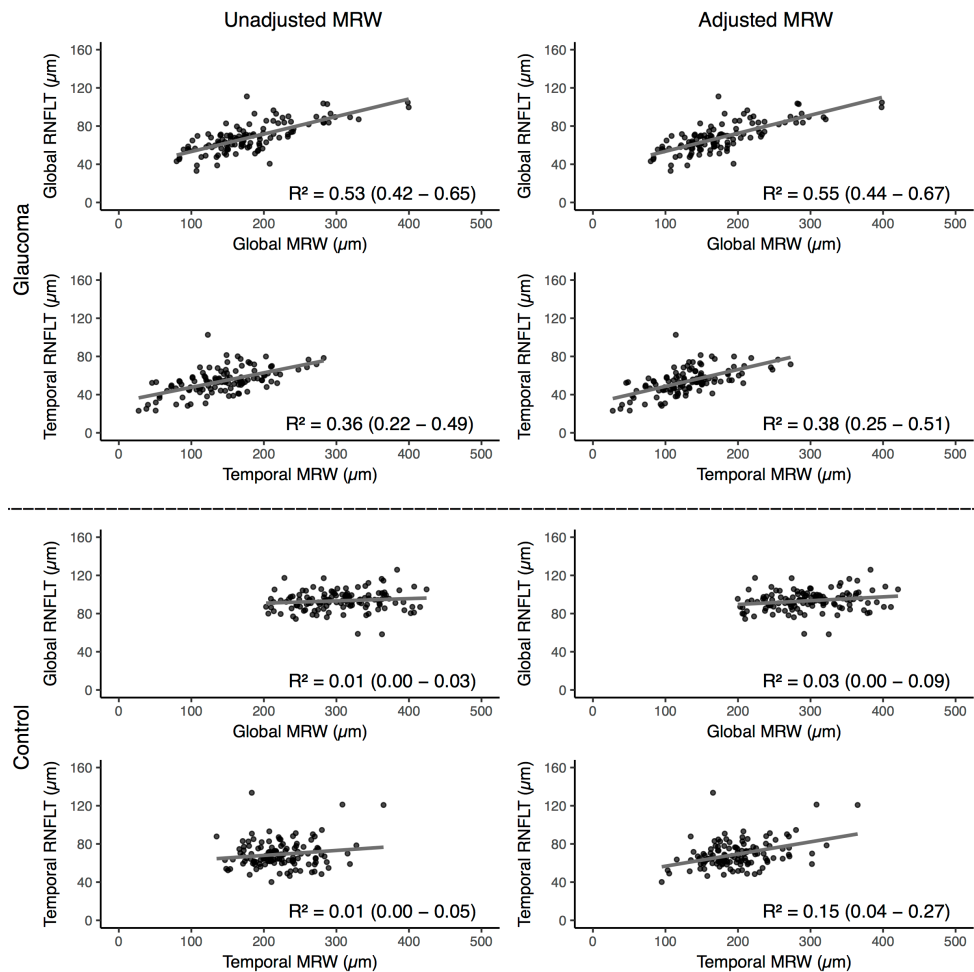 Unadjusted MRW
Adjusted MRW
Glaucoma
Global RNFLT (µm)
160
120
80
40
0
R² = 0.53 (0.42 – 0.65)
0 100 200 300 400 500
Global MRW (µm)
Global RNFLT (µm)
160
120
80
40
0
R² = 0.55 (0.44 – 0.67)
0 100 200 300 400 500
Global MRW (µm)
Temporal RNFLT (µm)
160
120
80
40
0
R² = 0.36 (0.22 – 0.49)
0 100 200 300 400 500
Temporal MRW (µm)
Temporal RNFLT (µm)
160
120
80
40
0
R² = 0.38 (0.25 – 0.51)
0 100 200 300 400 500
Temporal MRW (µm)
Control
Global RNFLT (µm)
160
120
80
40
0
R² = 0.01 (0.00 – 0.03)
0 100 200 300 400 500
Global MRW (µm)
Global RNFLT (µm)
160
120
80
40
0
R² = 0.03 (0.00 – 0.09)
0 100 200 300 400 500
Global MRW (µm)
Temporal RNFLT (µm)
160
120
80
40
0
R² = 0.01 (0.00 – 0.05)
0 100 200 300 400 500
Temporal MRW (µm)
Temporal RNFLT (µm)
160
120
80
40
0
R² = 0.15 (0.04 – 0.27)
0 100 200 300 400 500
Temporal MRW (µm)